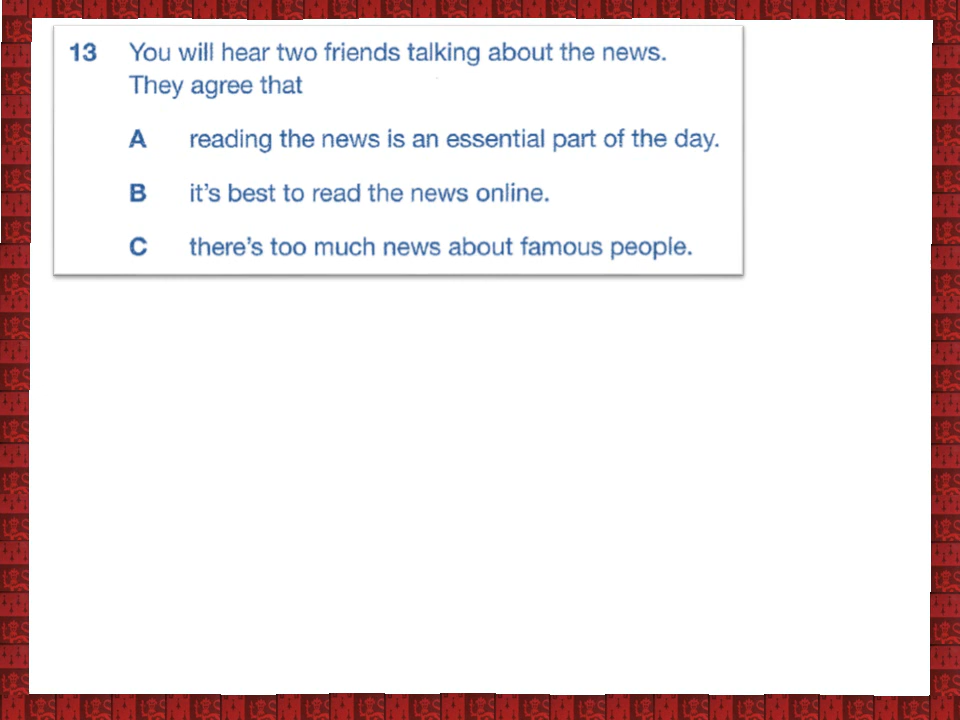 13 You will hear two friends talking about the news.
They agree that
A reading the news is an essential part of the day.
B it's best to read the news online.
C there's too much news about famous people.